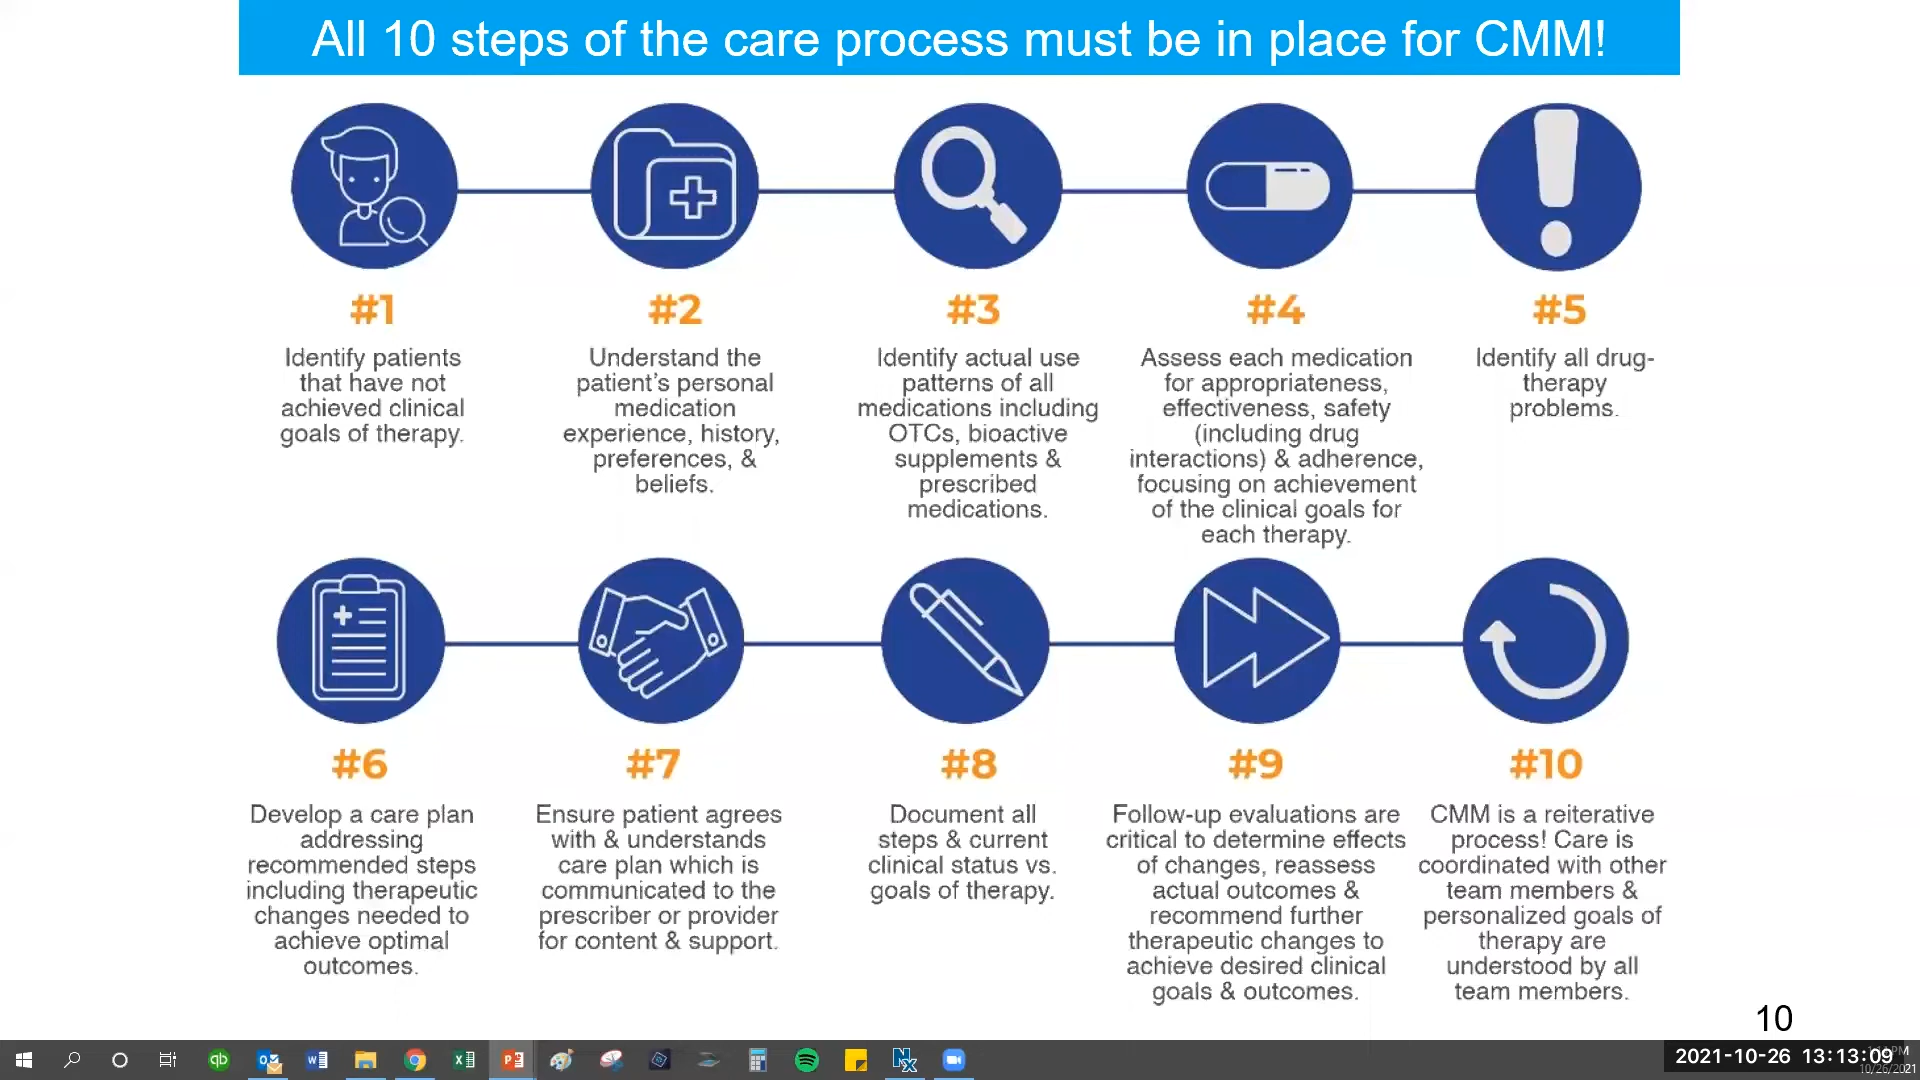 All 10 steps of the care process must be in place for CMM!
#1
Identify patients
that have not
achieved clinical
goals of therapy.
#2
Understand the
patient's personal
medication
experience, history,
preferences, &
beliefs.
#3
Identify actual use
patterns of all
medications including
OTCs, bioactive
supplements &
prescribed
medications.
#4
Assess each medication
for appropriateness,
effectiveness, safety
(including drug
interactions) & adherence,
focusing on achievement
of the clinical goals for
each therapy.
#5
Identify all drug-
therapy
problems.
#6
Develop a care plan
addressing
recommended steps
including therapeutic
changes needed to
achieve optimal
outcomes.
#7
Ensure patient agrees
with & understands
care plan which is
communicated to the
prescriber or provider
for content & support.
#8
Document all
steps & current
clinical status vs.
goals of therapy.
#9
Follow-up evaluations are
critical to determine effects
of changes, reassess
actual outcomes &
recommend further
therapeutic changes to
achieve desired clinical
goals & outcomes.
#10
CMM is a reiterative
process! Care is
coordinated with other
team members &
personalized goals of
therapy are
understood by all
team members.
10
qb
2021-10-26 13:13:09
PM
10/26/2021